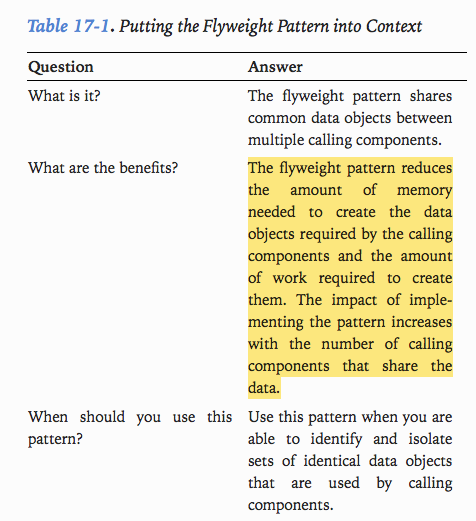 Table 17-1. Putting the Flyweight Pattern into Context
Question Answer
What is it? The flyweight pattern shares
common data objects between
multiple calling components.
What are the benefits? The flyweight pattern reduces
the amount of memory
needed to create the data
objects required by the calling
components and the amount
of work required to create
them. The impact of imple-
menting the pattern increases
with the number of calling
components that share the
data.
When should you use this Use this pattern when you are
pattern? able to identify and isolate
sets of identical data objects
that are used by calling
components.